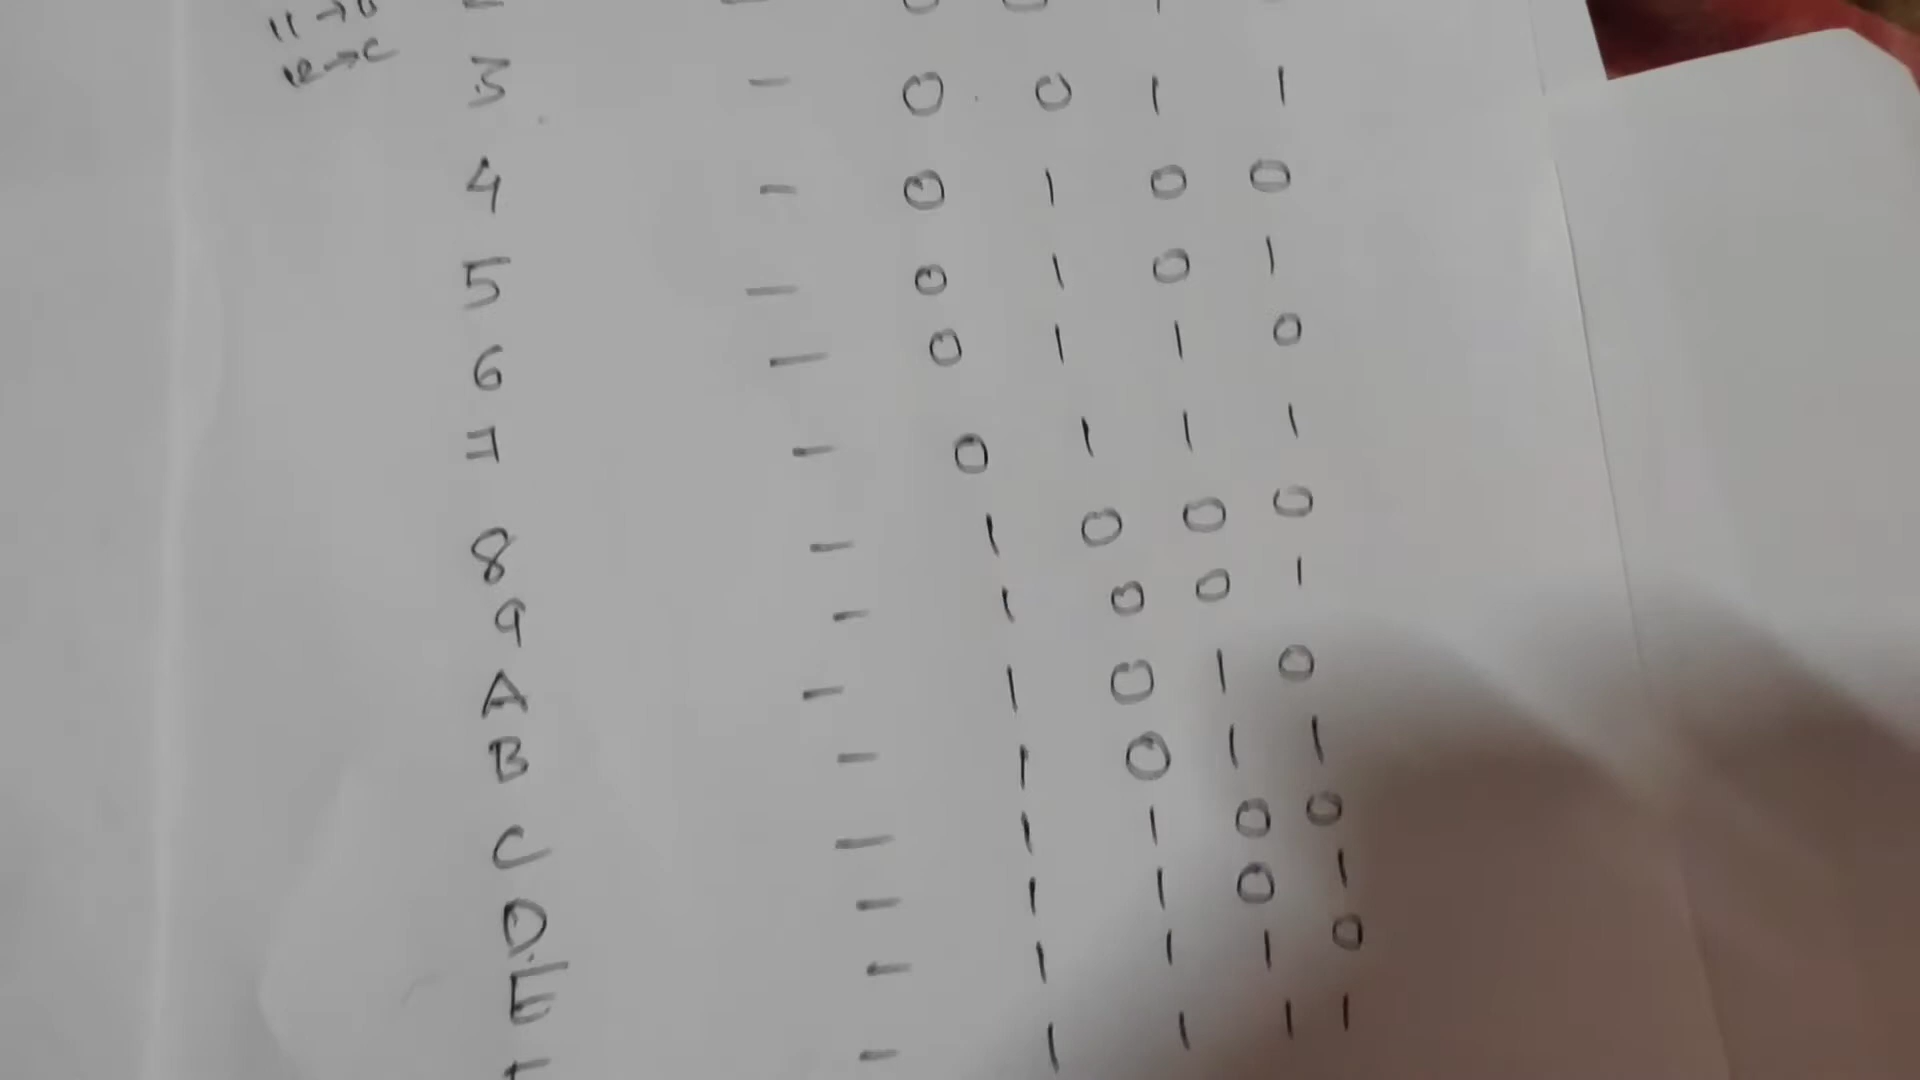 12→C
3 - 0 0 1 1
4 - 0 1 0 0
5 - 0 1 0 1
6 - 0 1 1 0
7 - 0 1 1 1
8 - 1 0 0 0
9 - 1 0 0 1
A - 1 0 1 0
B - 1 0 1 1
C - 1 1 0 0
D - 1 1 0 1
E - 1 1 1 0
- 1 1 1 1